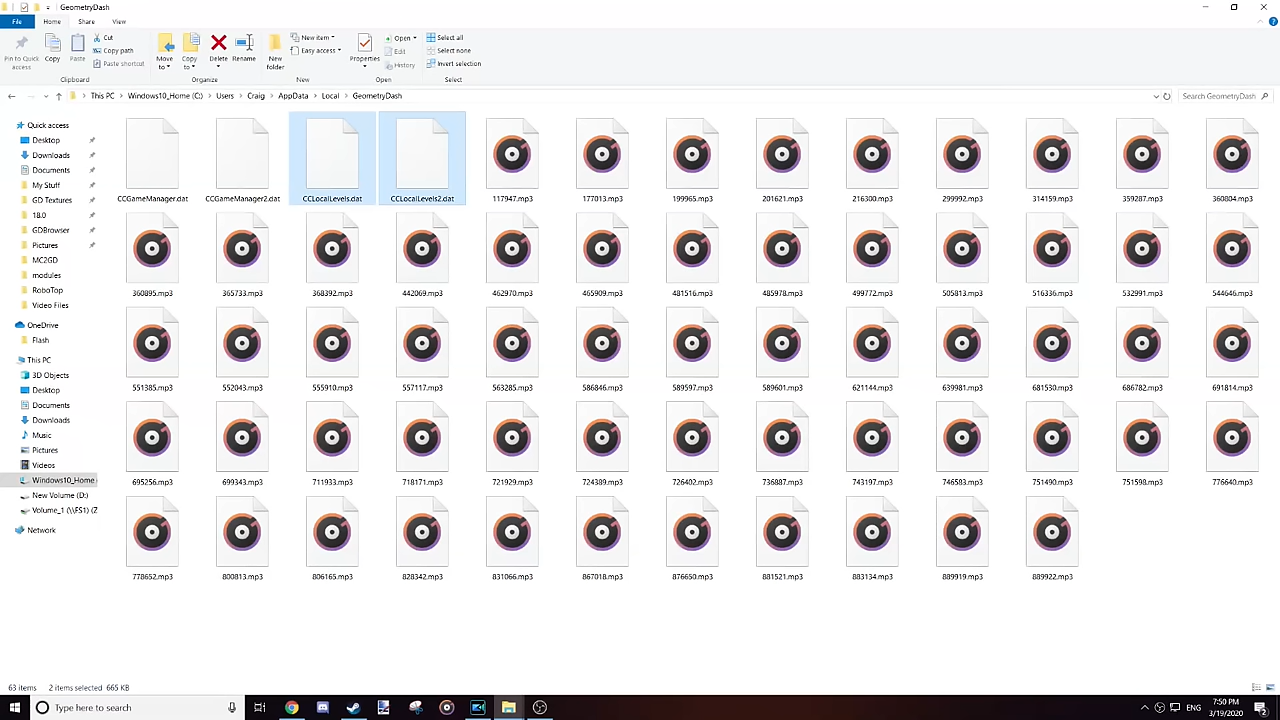 GeometryDash
File Home Share View
Pin to Quick access
Copy
Paste
Cut
Copy path
Paste shortcut
Move to
Copy to
Delete
Rename
New folder
New item
Easy access
Properties
Open
Edit
History
Select all
Select none
Invert selection
Clipboard Organize New Open Select
This PC Windows10_Home (C:) Users Craig AppData Local GeometryDash
Search GeometryDash
Quick access
Desktop
Downloads
Documents
My Stuff
GD Textures
18.0
GDBrowser
Pictures
MC2GD
modules
RoboTop
Video Files
OneDrive
Flash
This PC
3D Objects
Desktop
Documents
Downloads
Music
Pictures
Videos
Windows10_Home
New Volume (D:)
Volume_1 (\\FS1) (Z
Network
CCGameManager.dat CCGameManager2.dat CCLocalLevels.dat CCLocalLevels2.dat 117947.mp3 177013.mp3 199965.mp3 201621.mp3 216300.mp3 299992.mp3 314159.mp3 359287.mp3 360804.mp3
360895.mp3 365733.mp3 368392.mp3 442069.mp3 462970.mp3 465909.mp3 481516.mp3 485978.mp3 499772.mp3 505813.mp3 516336.mp3 532991.mp3 544646.mp3
551385.mp3 552043.mp3 555910.mp3 557117.mp3 563285.mp3 586846.mp3 589597.mp3 589601.mp3 621144.mp3 639981.mp3 681530.mp3 686782.mp3 691814.mp3
695256.mp3 699343.mp3 711933.mp3 718171.mp3 721929.mp3 724389.mp3 726402.mp3 736887.mp3 743197.mp3 746583.mp3 751490.mp3 751598.mp3 776640.mp3
778652.mp3 800813.mp3 806165.mp3 828342.mp3 831066.mp3 867018.mp3 876650.mp3 881521.mp3 883134.mp3 889919.mp3 889922.mp3
63 items 2 items selected 665 KB
Type here to search
ENG
7:50 PM
3/19/2020
2